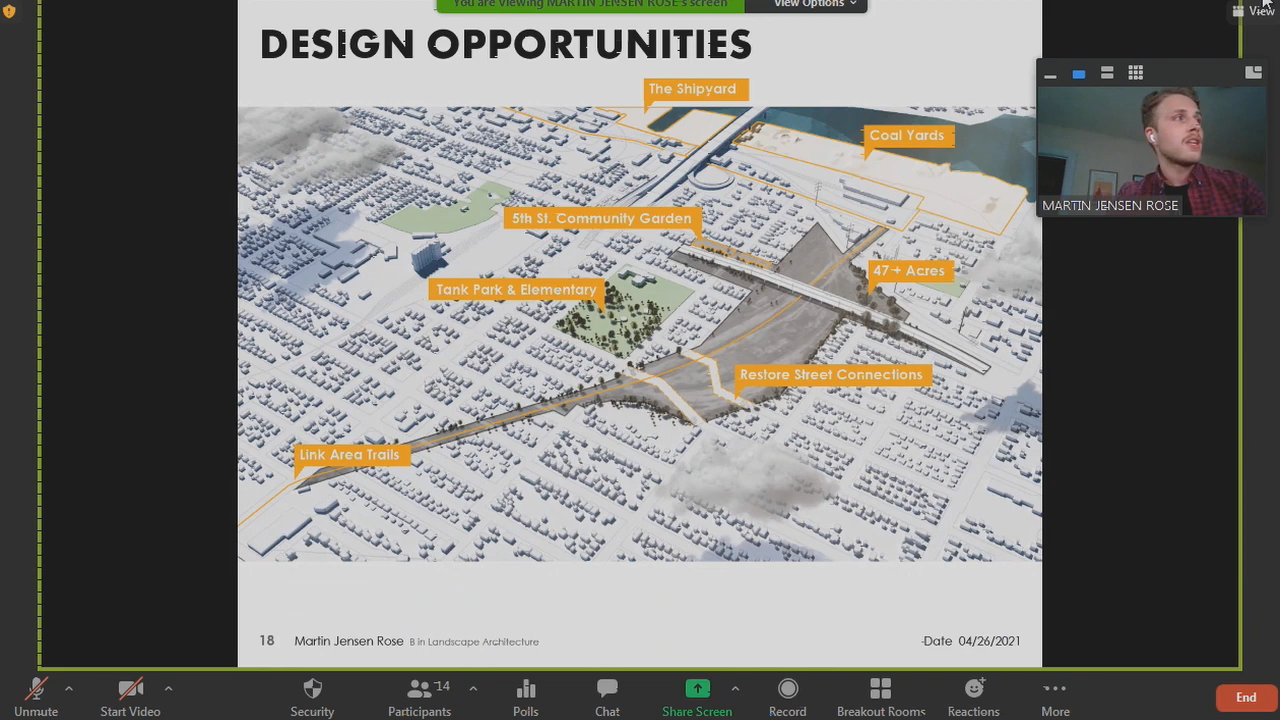 You are viewing MARTIN JENSEN ROSE's screen
View Options
View
DESIGN OPPORTUNITIES
The Shipyard
Coal Yards
MARTIN JENSEN ROSE
5th St. Community Garden
47+ Acres
Tank Park & Elementary
Restore Street Connections
Link Area Trails
18 Martin Jensen Rose B in Landscape Architecture
-Date 04/26/2021
14
Unmute
Start Video
Security
Participants
Polls
Chat
Share Screen
Record
Breakout Rooms
Reactions
More
End